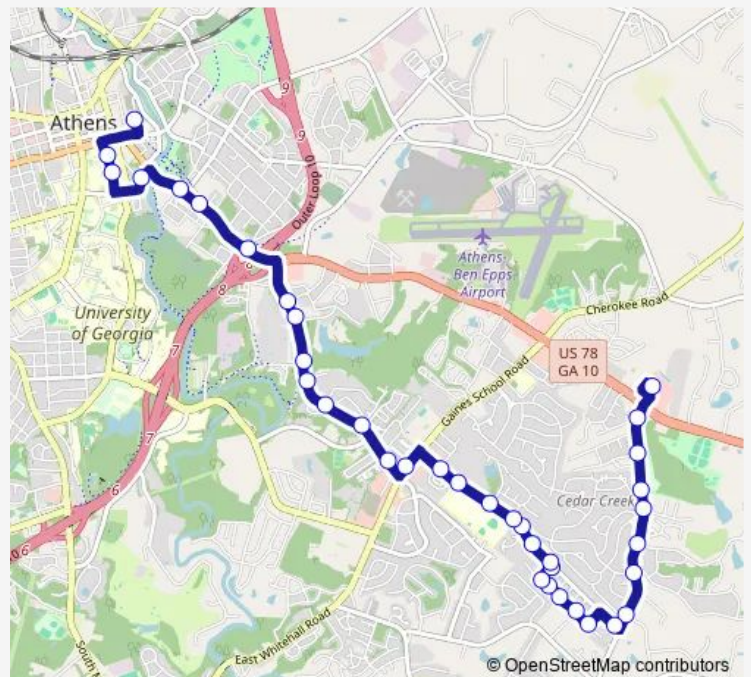 Athens
9
9
Outer Loop 10
8
8
Athens-
Ben Epps
Airport
University
of Georgia
7
7
Cherokee Road
US 78
GA 10
Gaines School Road
6
Cedar Creek
10
6
East Whitehall Road
South M
© OpenStreetMap contributors